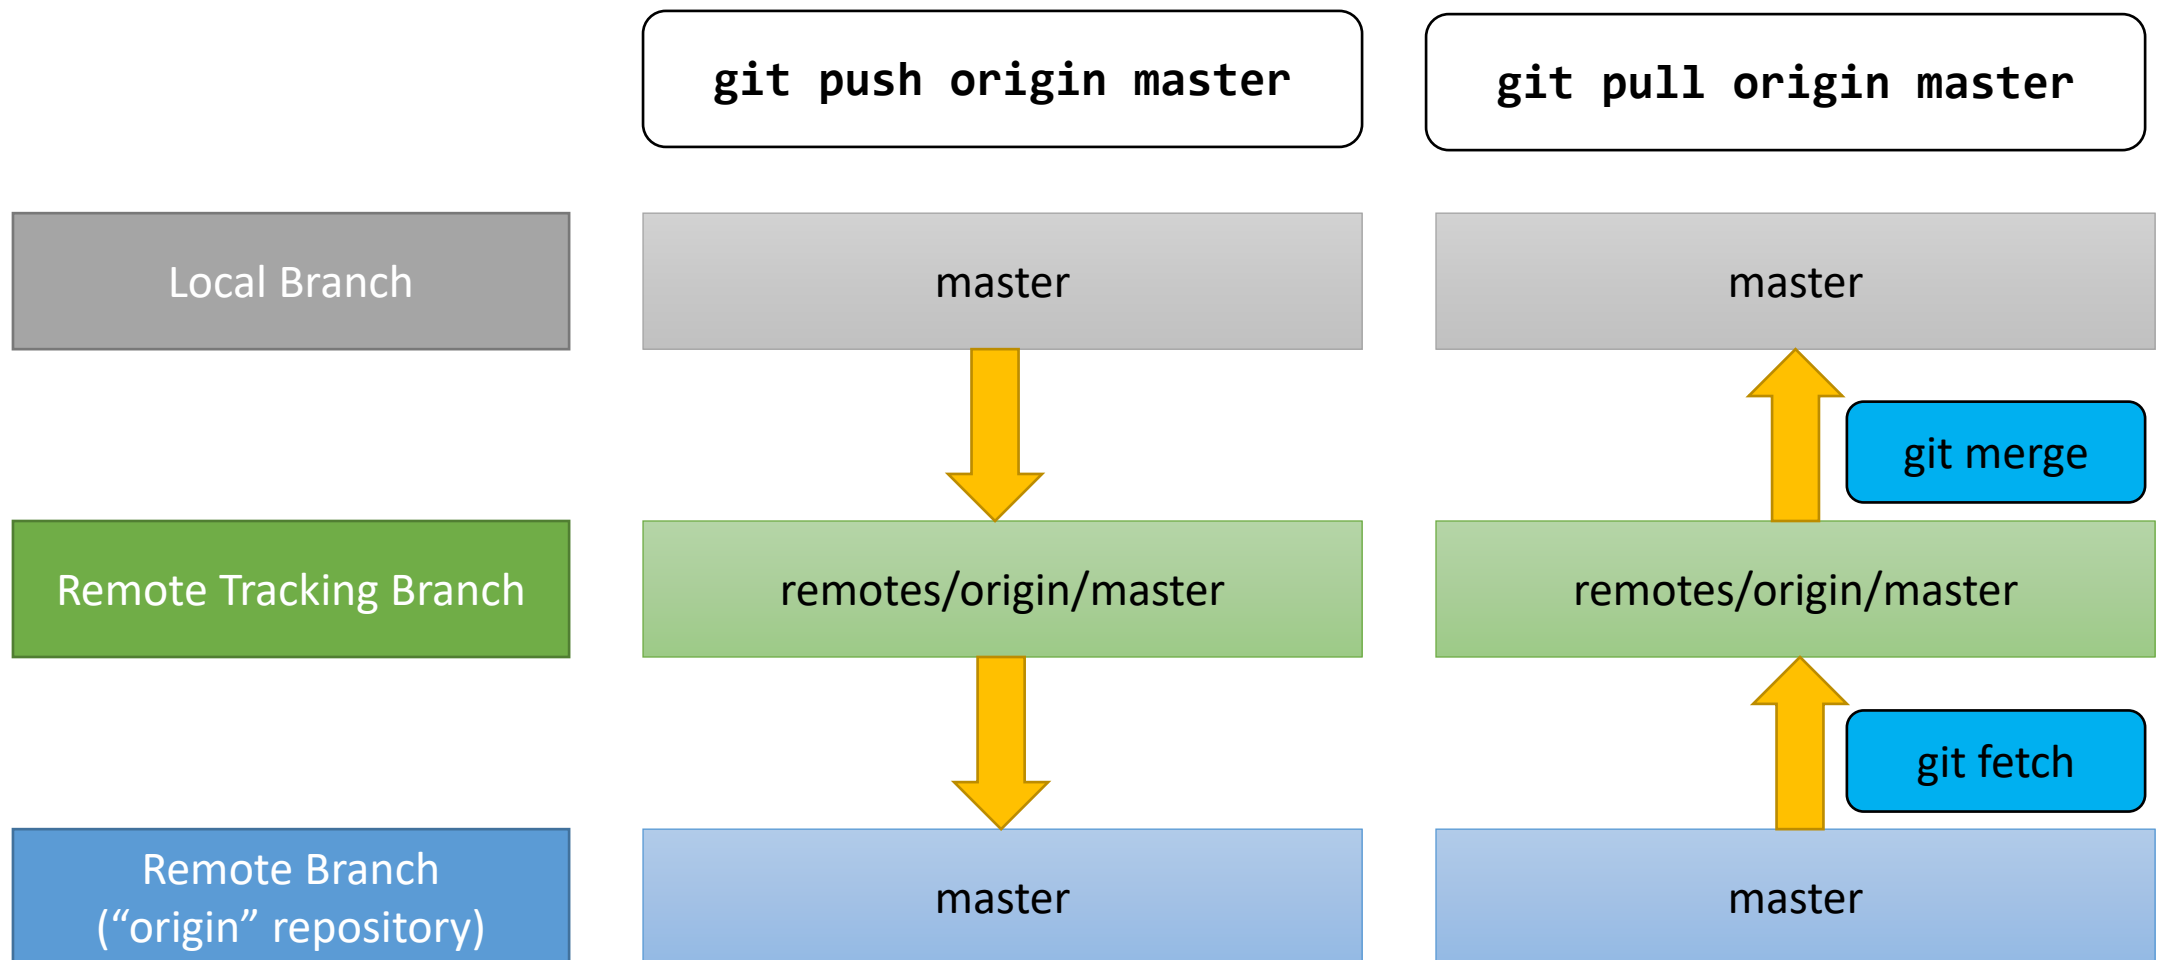 git push origin master
git pull origin master
Local Branch
master
master
git merge
Remote Tracking Branch
remotes/origin/master
remotes/origin/master
git fetch
Remote Branch
(“origin” repository)
master
master